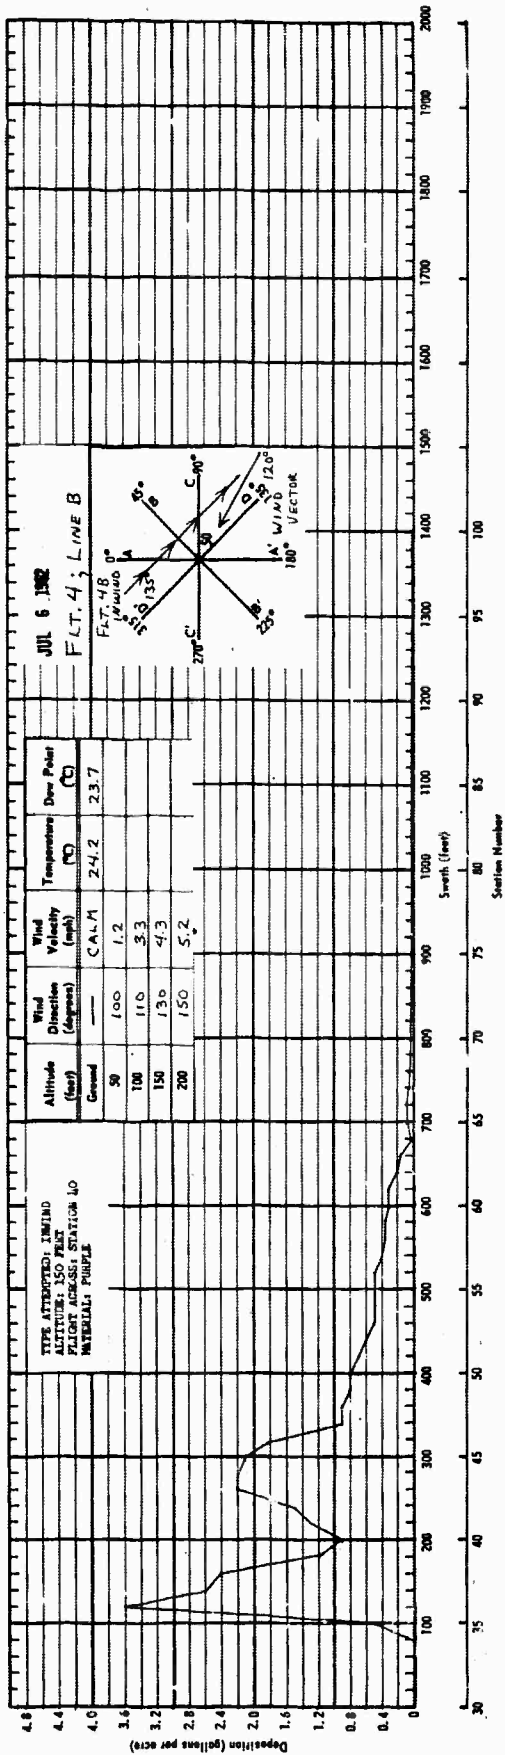 TYPE ATTEMPTED: INWIND
ALTITUDE: 150 FEET
FLIGHT ACROSS: STATION 40
MATERIAL: PURPLE
Altitude (feet) Wind Direction (degrees) Wind Velocity (mph) Temperature (°C) Dew Point (°C)
Ground — CALM 24.2 23.7
50 100 1.2
100 110 3.3
150 130 4.3
200 150 5.2
JUL 6 1962
FLT. 4; LINE B
FLT. 4B
INWIND
135°
0°
A
45°
B
C
90°
D
135°
120°
WIND
VECTOR
A'
180°
B'
225°
C'
270°
D'
315°
50
Deposition (gallons per acre)
4.8
4.4
4.0
3.6
3.2
2.8
2.4
2.0
1.6
1.2
0.8
0.4
0
100 200 300 400 500 600 700 800 900 1000 1100 1200 1300 1400 1500 1600 1700 1800 1900 2000
Swath (feet)
30 35 40 45 50 55 60 65 70 75 80 85 90 95 100
Station Number